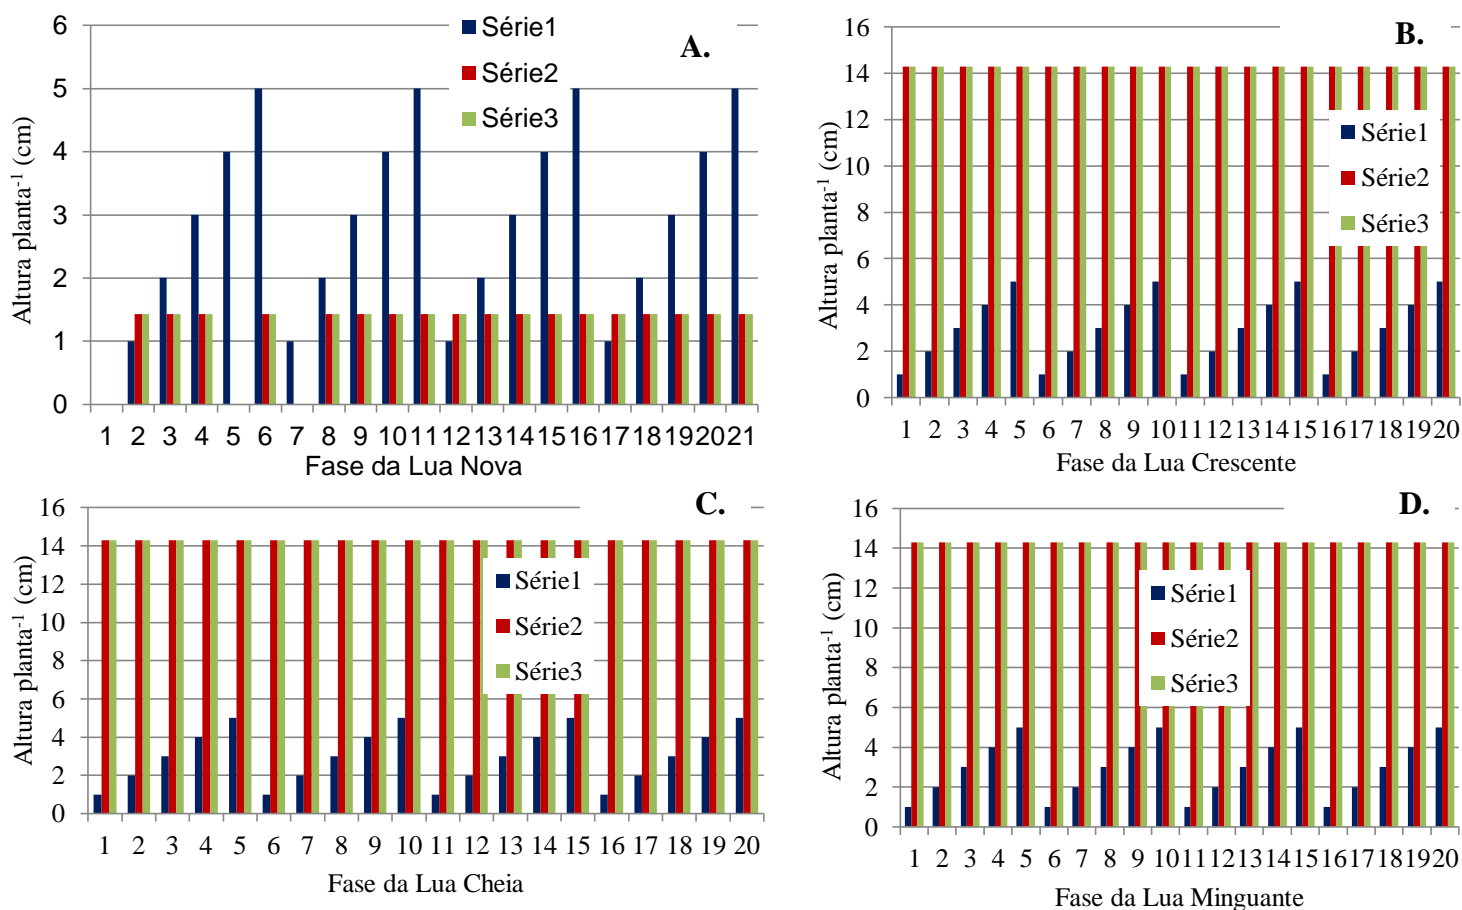 A.
Altura planta-1 (cm)
6
5
4
3
2
1
0
Série1
Série2
Série3
1 2 3 4 5 6 7 8 9 10 11 12 13 14 15 16 17 18 19 20 21
Fase da Lua Nova
B.
Altura planta-1 (cm)
16
14
12
10
8
6
4
2
0
Série1
Série2
Série3
1 2 3 4 5 6 7 8 9 10 11 12 13 14 15 16 17 18 19 20
Fase da Lua Crescente
C.
Altura planta-1 (cm)
16
14
12
10
8
6
4
2
0
Série1
Série2
Série3
1 2 3 4 5 6 7 8 9 10 11 12 13 14 15 16 17 18 19 20
Fase da Lua Cheia
D.
Altura planta-1 (cm)
16
14
12
10
8
6
4
2
0
Série1
Série2
Série3
1 2 3 4 5 6 7 8 9 10 11 12 13 14 15 16 17 18 19 20
Fase da Lua Minguante